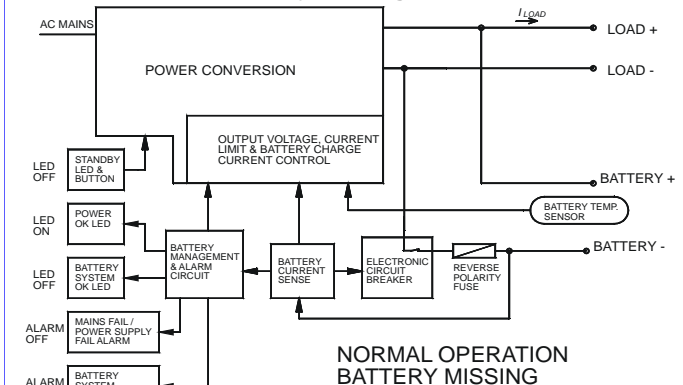 AC MAINS
I LOAD
LOAD +
POWER CONVERSION
LOAD -
OUTPUT VOLTAGE, CURRENT
LIMIT & BATTERY CHARGE
CURRENT CONTROL
LED
OFF
STANDBY
LED &
BUTTON
BATTERY +
BATTERY TEMP.
SENSOR
LED
ON
POWER
OK LED
BATTERY
MANAGEMENT
& ALARM
CIRCUIT
BATTERY
CURRENT
SENSE
ELECTRONIC
CIRCUIT
BREAKER
REVERSE
POLARITY
FUSE
BATTERY -
LED
OFF
BATTERY
SYSTEM
OK LED
ALARM
OFF
MAINS FAIL /
POWER SUPPLY
FAIL ALARM
NORMAL OPERATION
BATTERY MISSING
ALARM
BATTERY
SYSTEM